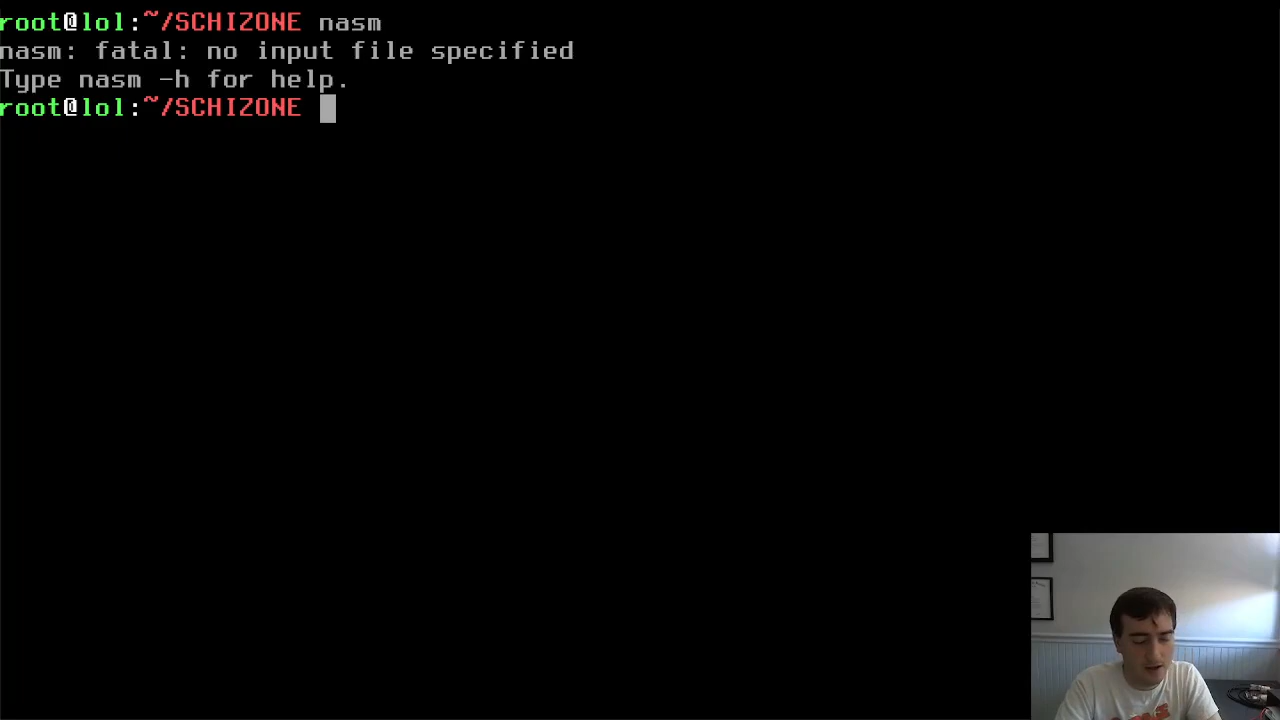 root@lol:~/SCHIZONE nasm
nasm: fatal: no input file specified
Type nasm -h for help.
root@lol:~/SCHIZONE